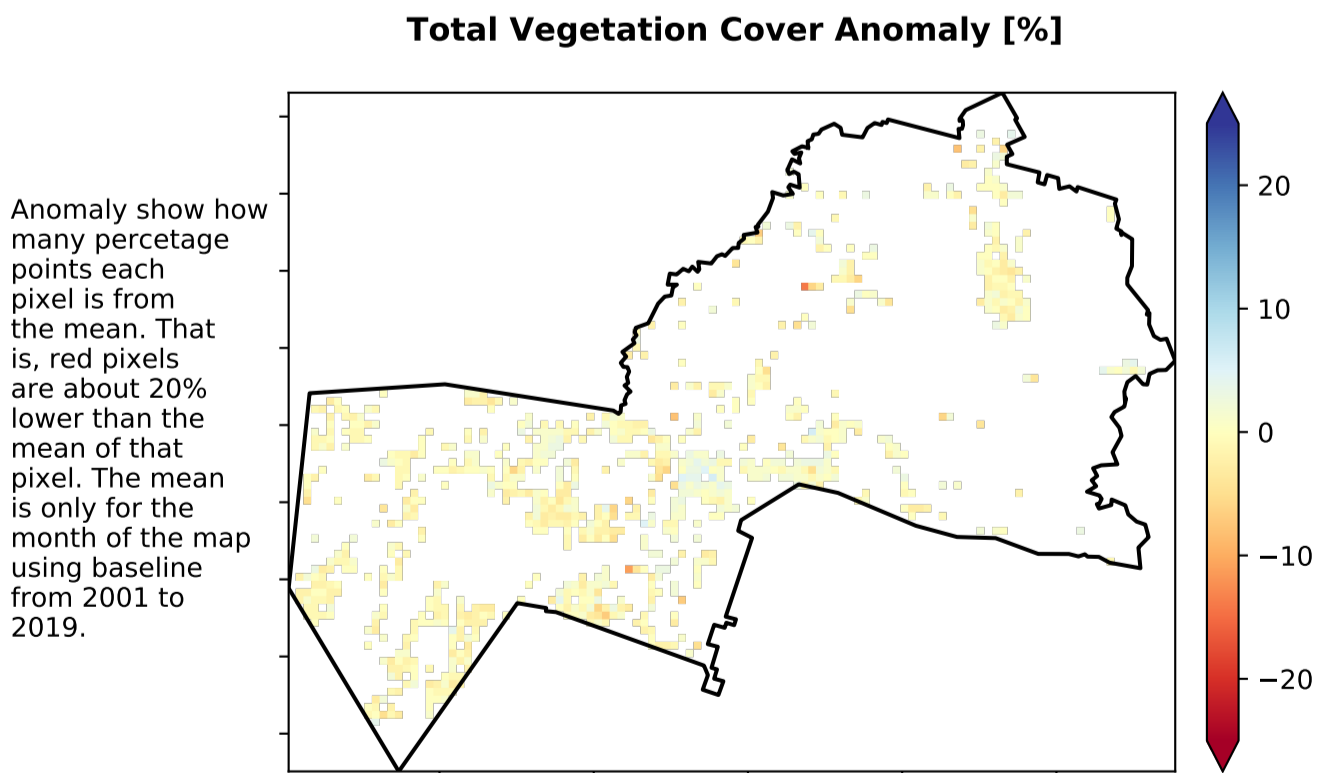 Total Vegetation Cover Anomaly [%]
Anomaly show how
many percetage
points each
pixel is from
the mean. That
is, red pixels
are about 20%
lower than the
mean of that
pixel. The mean
is only for the
month of the map
using baseline
from 2001 to
2019.
20
10
0
−10
−20